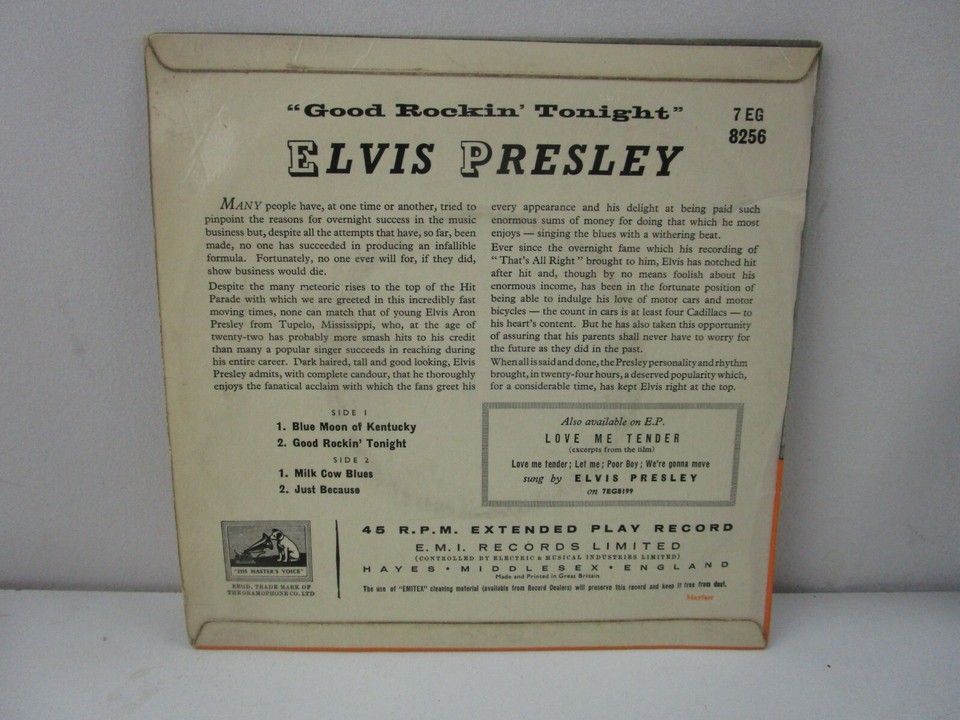 "Good Rockin' Tonight"
7 EG
8256
ELVIS PRESLEY
MANY people have, at one time or another, tried to
pinpoint the reasons for overnight success in the music
business but, despite all the attempts that have, so far, been
made, no one has succeeded in producing an infallible
formula. Fortunately, no one ever will for, if they did,
show business would die.
Despite the many meteoric rises to the top of the Hit
Parade with which we are greeted in this incredibly fast
moving times, none can match that of young Elvis Aron
Presley from Tupelo, Mississippi, who, at the age of
twenty-two has probably more smash hits to his credit
than many a popular singer succeeds in reaching during
his entire career. Dark haired, tall and good looking, Elvis
Presley admits, with complete candour, that he thoroughly
enjoys the fanatical acclaim with which the fans greet his
every appearance and his delight at being paid such
enormous sums of money for doing that which he most
enjoys — singing the blues with a withering beat.
Ever since the overnight fame which his recording of
"That's All Right" brought to him, Elvis has notched hit
after hit and, though by no means foolish about his
enormous income, has been in the fortunate position of
being able to indulge his love of motor cars and motor
bicycles — the count in cars is at least four Cadillacs — to
his heart's content. But he has also taken this opportunity
of assuring that his parents shall never have to worry for
the future as they did in the past.
When all is said and done, the Presley personality and rhythm
brought, in twenty-four hours, a deserved popularity which,
for a considerable time, has kept Elvis right at the top.
SIDE 1
1. Blue Moon of Kentucky
2. Good Rockin' Tonight
SIDE 2
1. Milk Cow Blues
2. Just Because
Also available on E.P.
LOVE ME TENDER
(excerpts from the film)
Love me tender; Let me; Poor Boy; We're gonna move
sung by ELVIS PRESLEY
on 7EG8199
"HIS MASTER'S VOICE"
REGD. TRADE MARK OF
THE GRAMOPHONE CO. LTD
45 R.P.M. EXTENDED PLAY RECORD
E.M.I. RECORDS LIMITED
(CONTROLLED BY ELECTRIC & MUSICAL INDUSTRIES LIMITED)
HAYES • MIDDLESEX • ENGLAND
Made and Printed in Great Britain
The use of "EMITEX" cleaning material (available from Record Dealers) will preserve this record and keep it free from dust.